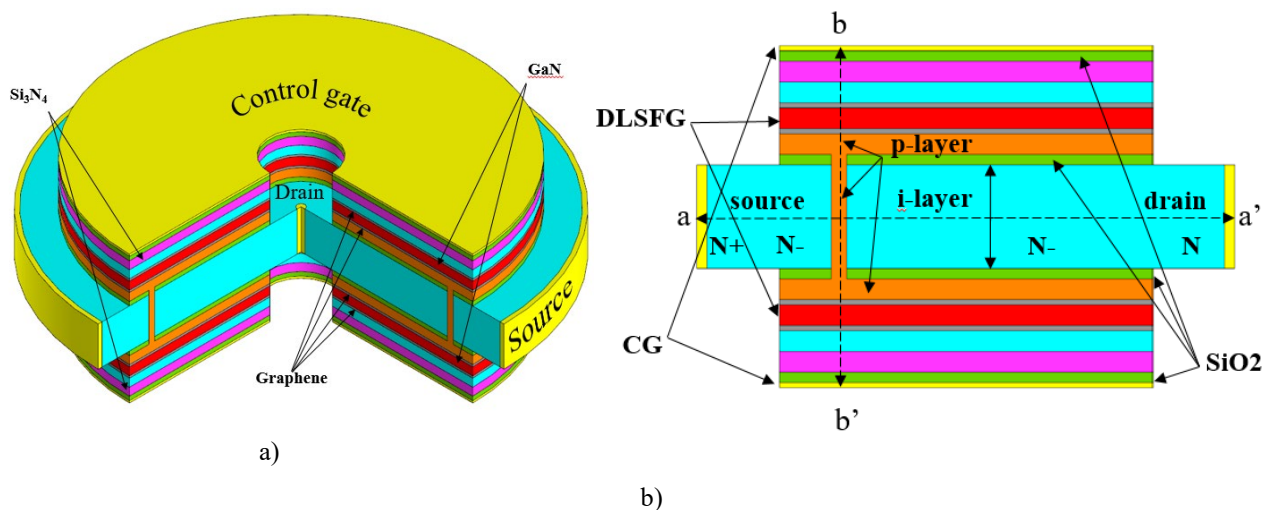 Si₃N₄
Control gate
GaN
Drain
Source
Graphene
a)
b
DLSFG
p-layer
source
i-layer
drain
a
a’
N+
N-
N-
N
CG
SiO2
b’
b)